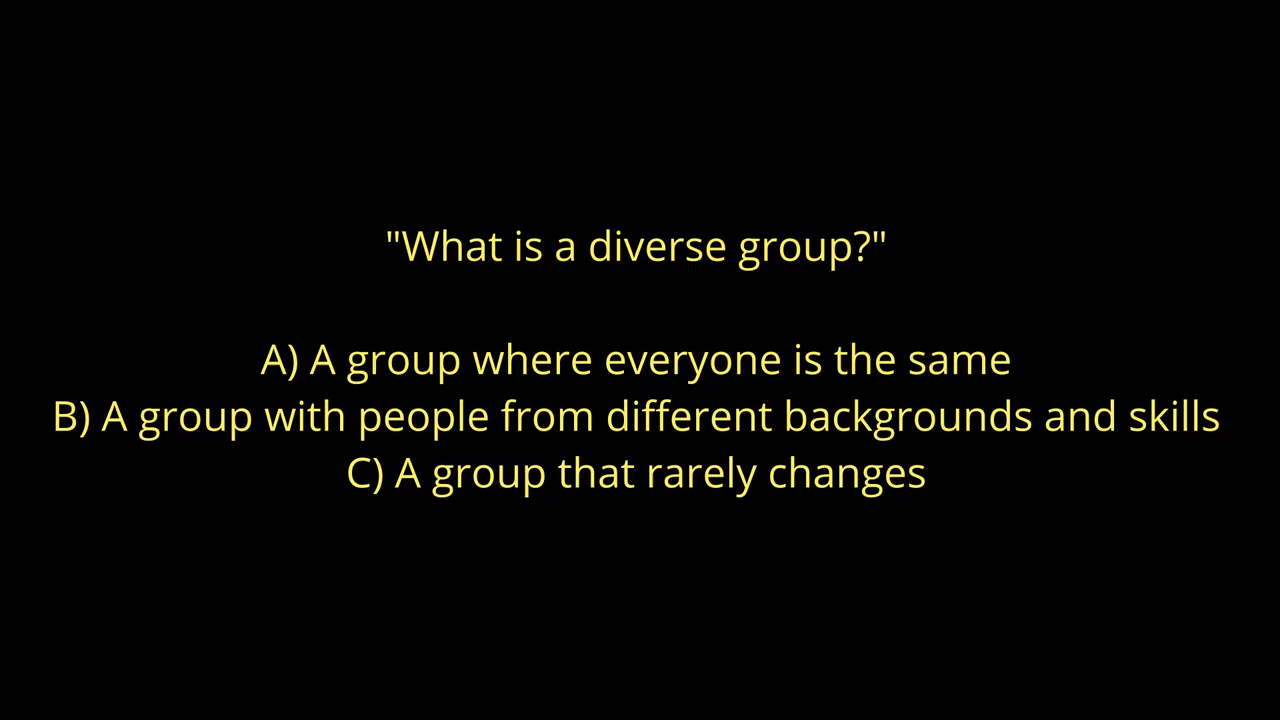 "What is a diverse group?"
A) A group where everyone is the same
B) A group with people from different backgrounds and skills
C) A group that rarely changes